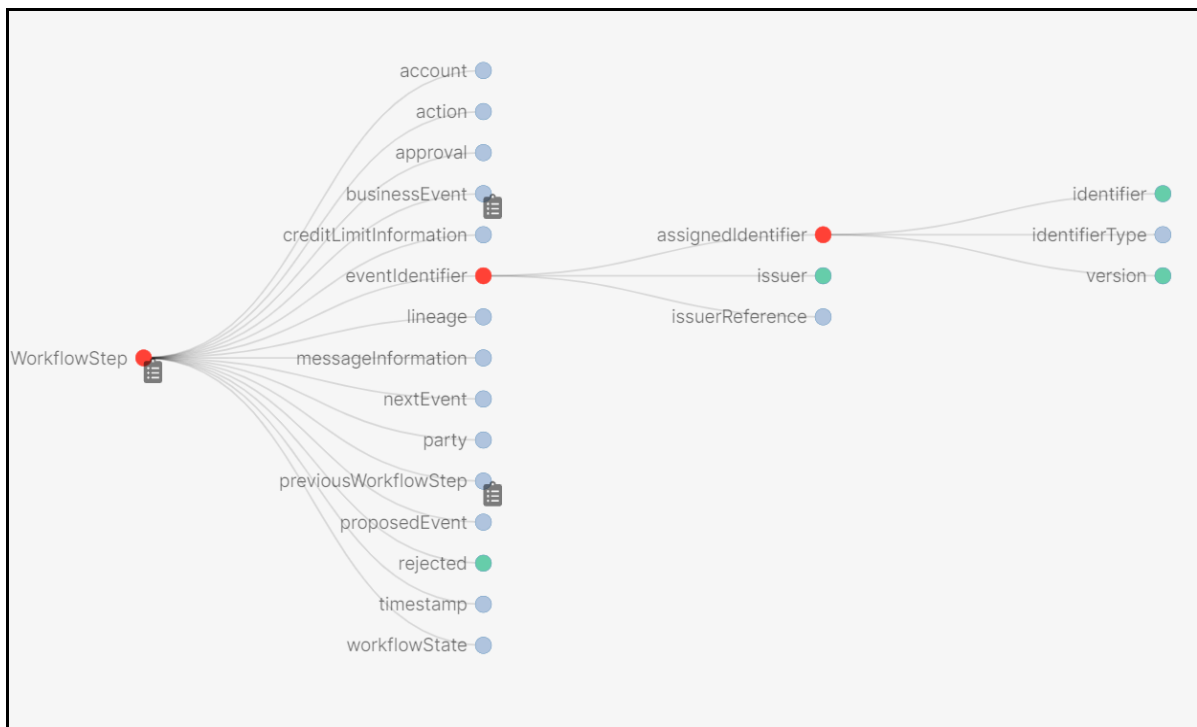 account
action
approval
businessEvent
creditLimitInformation
eventIdentifier
lineage
WorkflowStep
messageInformation
nextEvent
party
previousWorkflowStep
proposedEvent
rejected
timestamp
workflowState
assignedIdentifier
issuer
issuerReference
identifier
identifierType
version